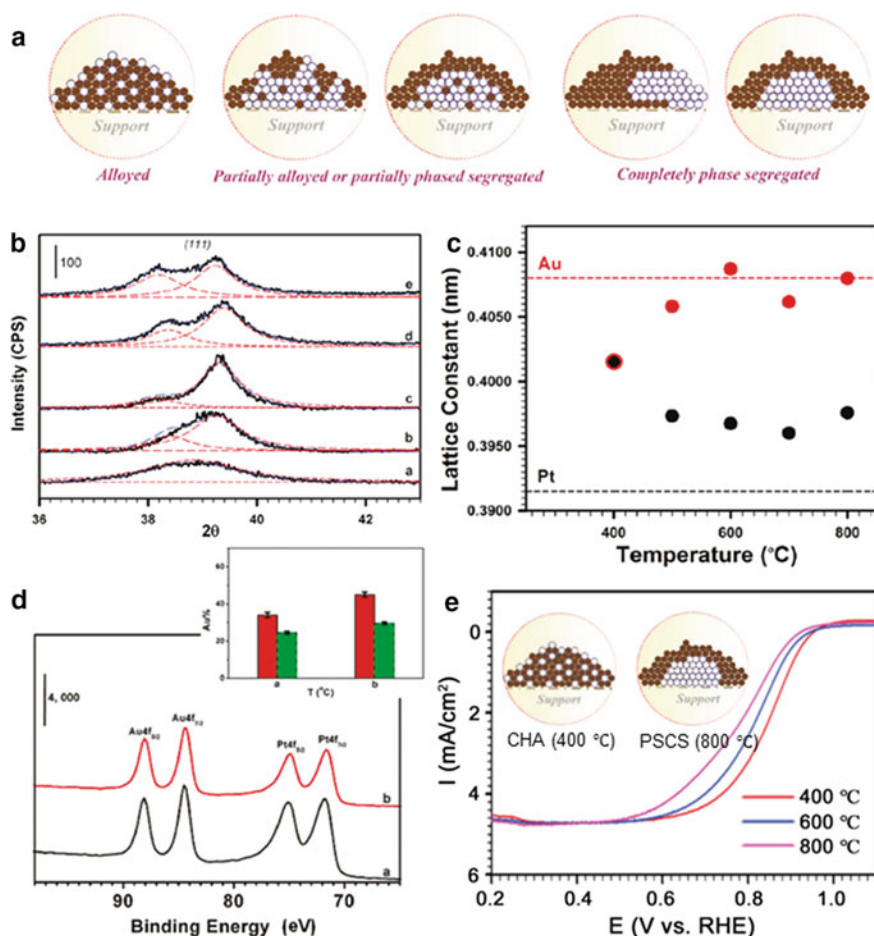 a
Support
Support
Support
Support
Support
Alloyed
Partially alloyed or partially phased segregated
Completely phase segregated
b
100
(111)
e
d
c
b
a
Intensity (CPS)
36 38 40 42
2θ
c
0.4100
0.4050
0.4000
0.3950
0.3900
Au
Pt
Lattice Constant (nm)
400 500 600 700 800
Temperature (°C)
d
4, 000
60
40
20
0
Au%
a b
T (°C)
Au4f5/2
Au4f7/2
Pt4f5/2
Pt4f7/2
b
a
90 80 70
Binding Energy (eV)
e
0
2
4
6
I (mA/cm²)
Support
Support
CHA (400 °C)
PSCS (800 °C)
400 °C
600 °C
800 °C
0.2 0.4 0.6 0.8 1.0
E (V vs. RHE)